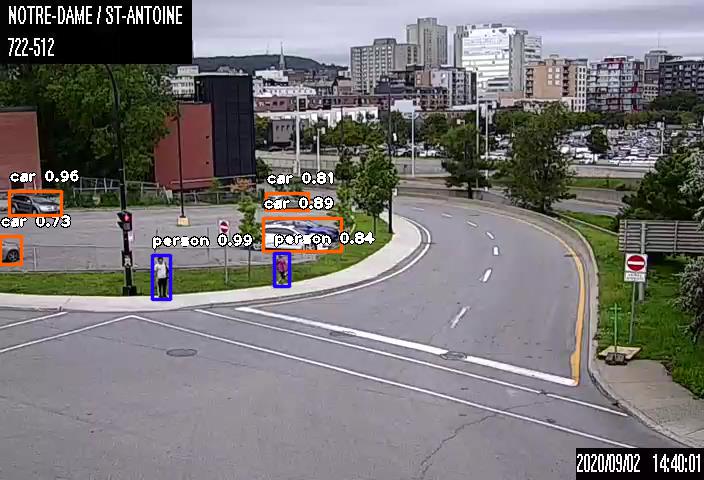 NOTRE-DAME / ST-ANTOINE
722-512
car 0.96
car 0.81
car 0.89
car 0.73
person 0.99
person 0.84
2020/09/02 14:40:01